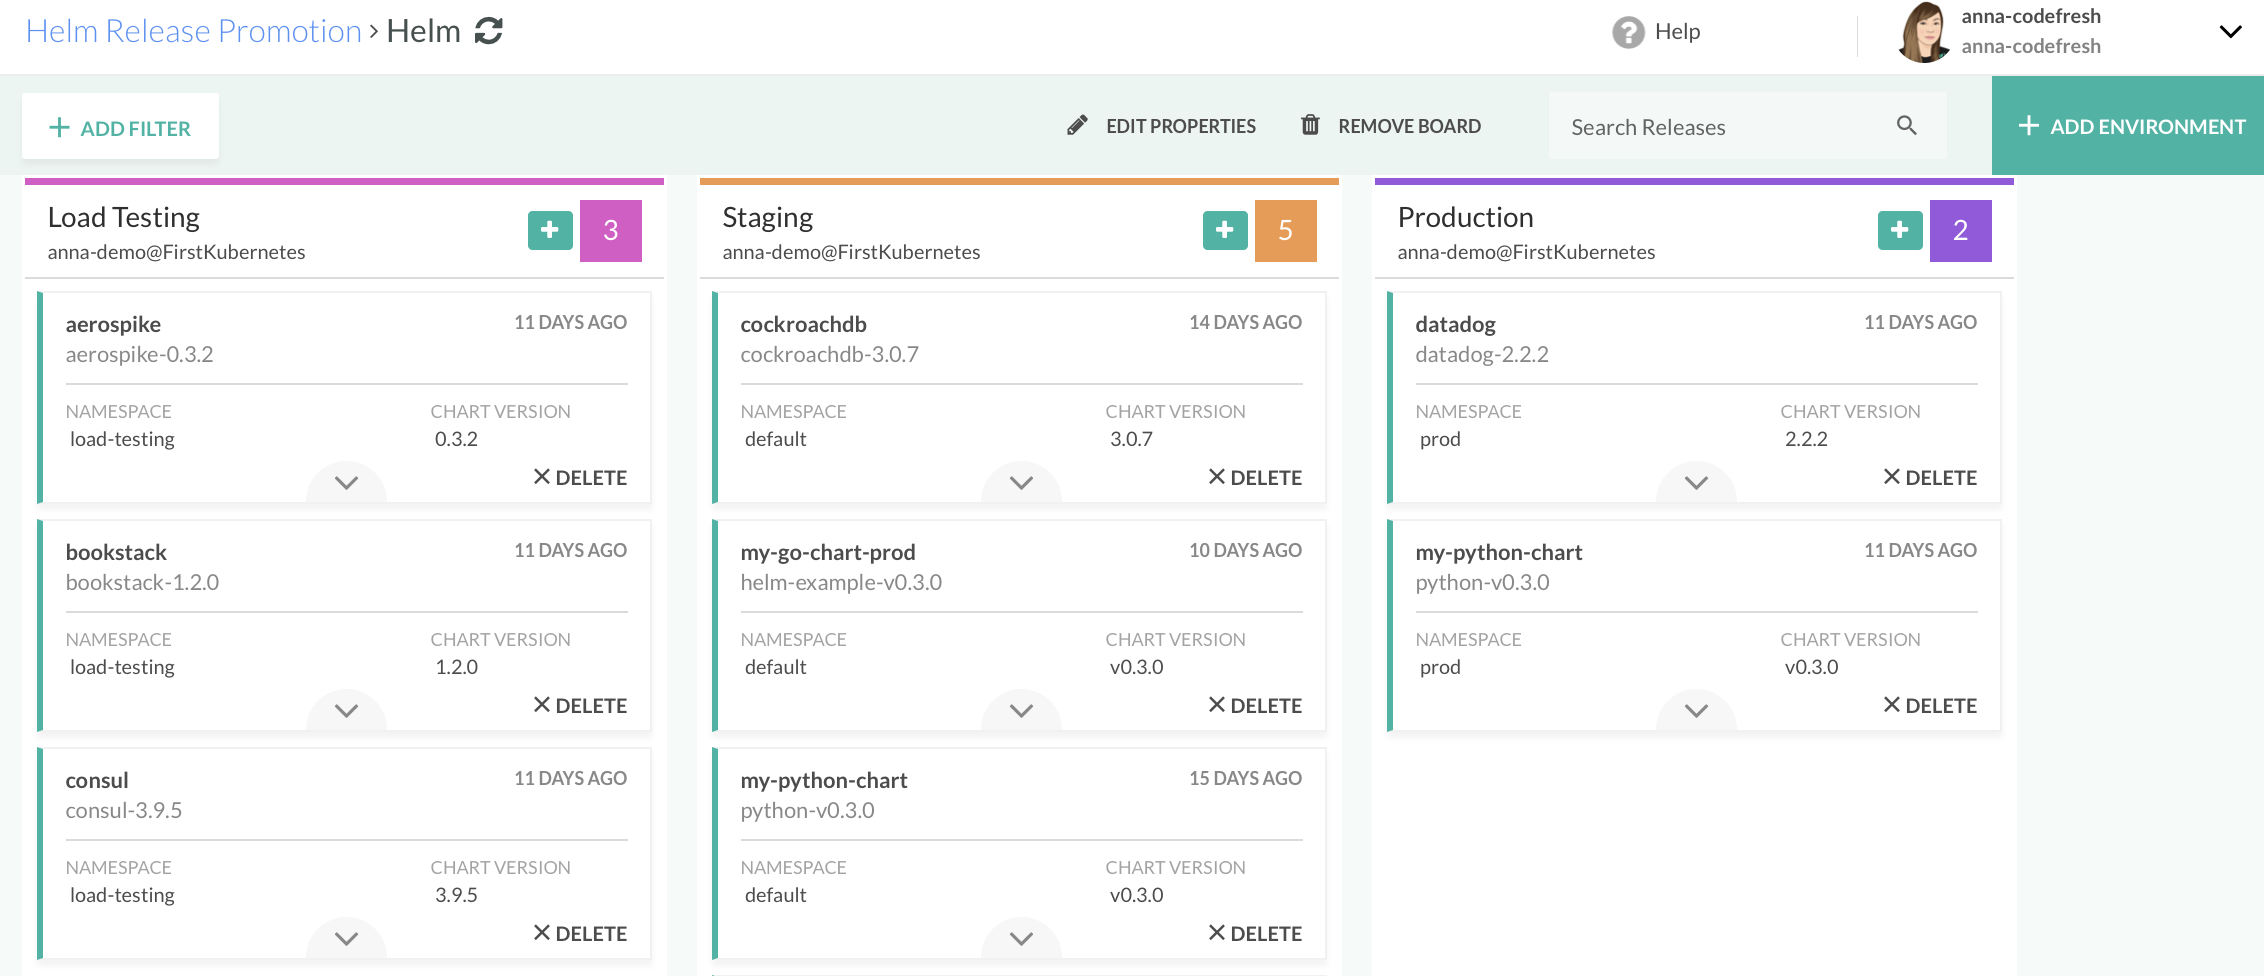 Helm Release Promotion › Helm
? Help
anna-codefresh
anna-codefresh
+ ADD FILTER
EDIT PROPERTIES
REMOVE BOARD
Search Releases
+ ADD ENVIRONMENT
Load Testing
anna-demo@FirstKubernetes
+ 3
aerospike 11 DAYS AGO
aerospike-0.3.2
NAMESPACE CHART VERSION
load-testing 0.3.2
× DELETE
bookstack 11 DAYS AGO
bookstack-1.2.0
NAMESPACE CHART VERSION
load-testing 1.2.0
× DELETE
consul 11 DAYS AGO
consul-3.9.5
NAMESPACE CHART VERSION
load-testing 3.9.5
× DELETE
Staging
anna-demo@FirstKubernetes
+ 5
cockroachdb 14 DAYS AGO
cockroachdb-3.0.7
NAMESPACE CHART VERSION
default 3.0.7
× DELETE
my-go-chart-prod 10 DAYS AGO
helm-example-v0.3.0
NAMESPACE CHART VERSION
default v0.3.0
× DELETE
my-python-chart 15 DAYS AGO
python-v0.3.0
NAMESPACE CHART VERSION
default v0.3.0
× DELETE
Production
anna-demo@FirstKubernetes
+ 2
datadog 11 DAYS AGO
datadog-2.2.2
NAMESPACE CHART VERSION
prod 2.2.2
× DELETE
my-python-chart 11 DAYS AGO
python-v0.3.0
NAMESPACE CHART VERSION
prod v0.3.0
× DELETE